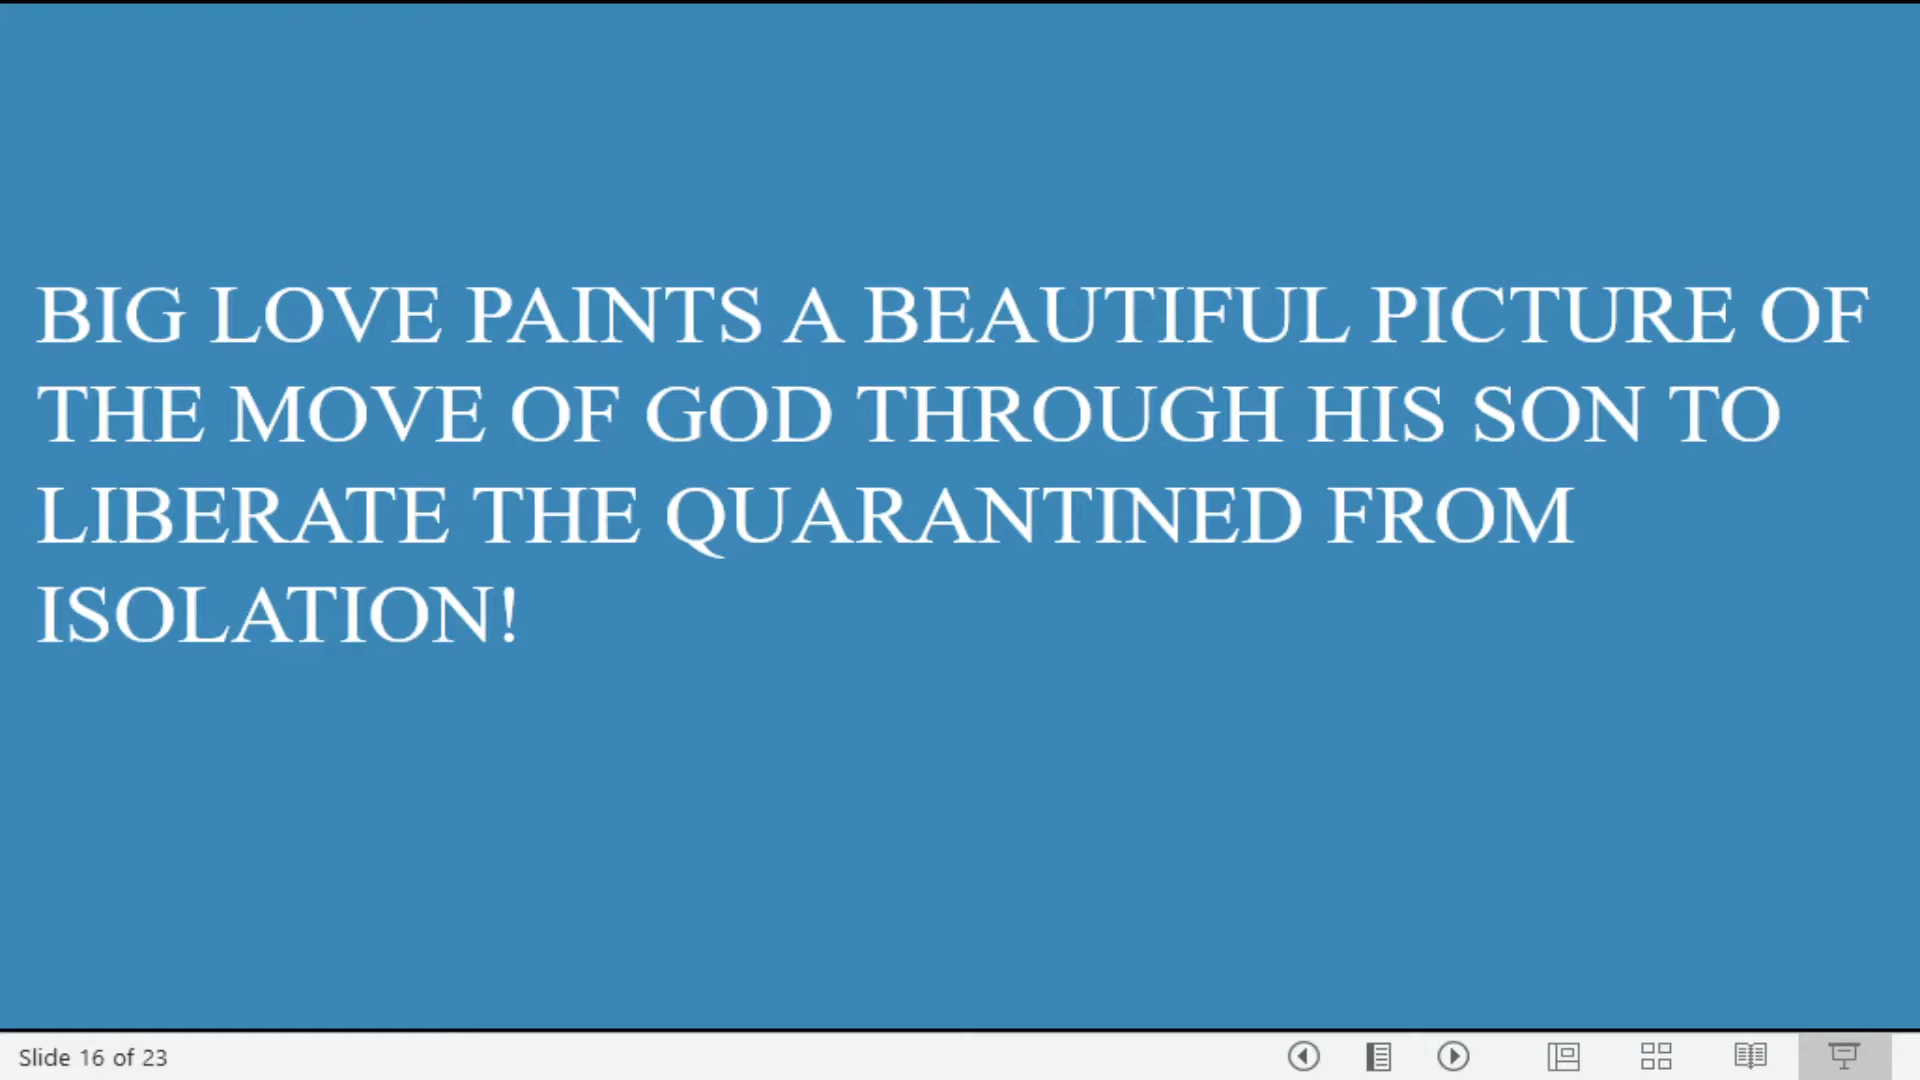 BIG LOVE PAINTS A BEAUTIFUL PICTURE OF
THE MOVE OF GOD THROUGH HIS SON TO
LIBERATE THE QUARANTINED FROM
ISOLATION!
Slide 16 of 23